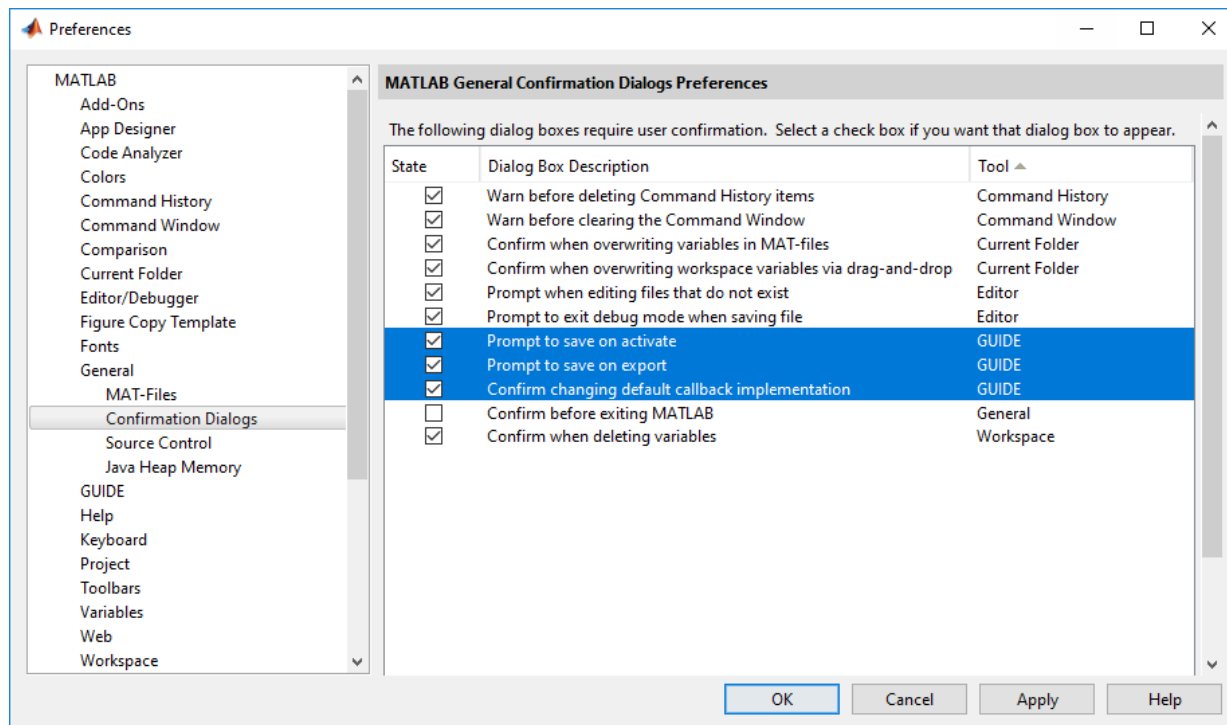 Preferences
MATLAB
Add-Ons
App Designer
Code Analyzer
Colors
Command History
Command Window
Comparison
Current Folder
Editor/Debugger
Figure Copy Template
Fonts
General
MAT-Files
Confirmation Dialogs
Source Control
Java Heap Memory
GUIDE
Help
Keyboard
Project
Toolbars
Variables
Web
Workspace
MATLAB General Confirmation Dialogs Preferences
The following dialog boxes require user confirmation.  Select a check box if you want that dialog box to appear.
State Dialog Box Description Tool
Warn before deleting Command History items Command History
Warn before clearing the Command Window Command Window
Confirm when overwriting variables in MAT-files Current Folder
Confirm when overwriting workspace variables via drag-and-drop Current Folder
Prompt when editing files that do not exist Editor
Prompt to exit debug mode when saving file Editor
Prompt to save on activate GUIDE
Prompt to save on export GUIDE
Confirm changing default callback implementation GUIDE
Confirm before exiting MATLAB General
Confirm when deleting variables Workspace
OK Cancel Apply Help